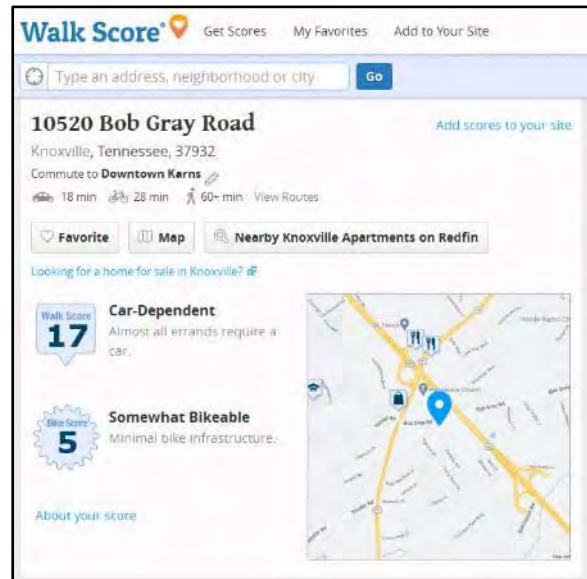 Walk Score®
Get Scores
My Favorites
Add to Your Site
Type an address, neighborhood or city
Go
10520 Bob Gray Road
Add scores to your site
Knoxville, Tennessee, 37932
Commute to Downtown Karns
18 min 28 min 60+ min View Routes
Favorite
Map
Nearby Knoxville Apartments on Redfin
Looking for a home for sale in Knoxville?
Walk Score
17
Car-Dependent
Almost all errands require a
car.
Bike Score
5
Somewhat Bikeable
Minimal bike infrastructure.
About your score
Bob Gray Rd